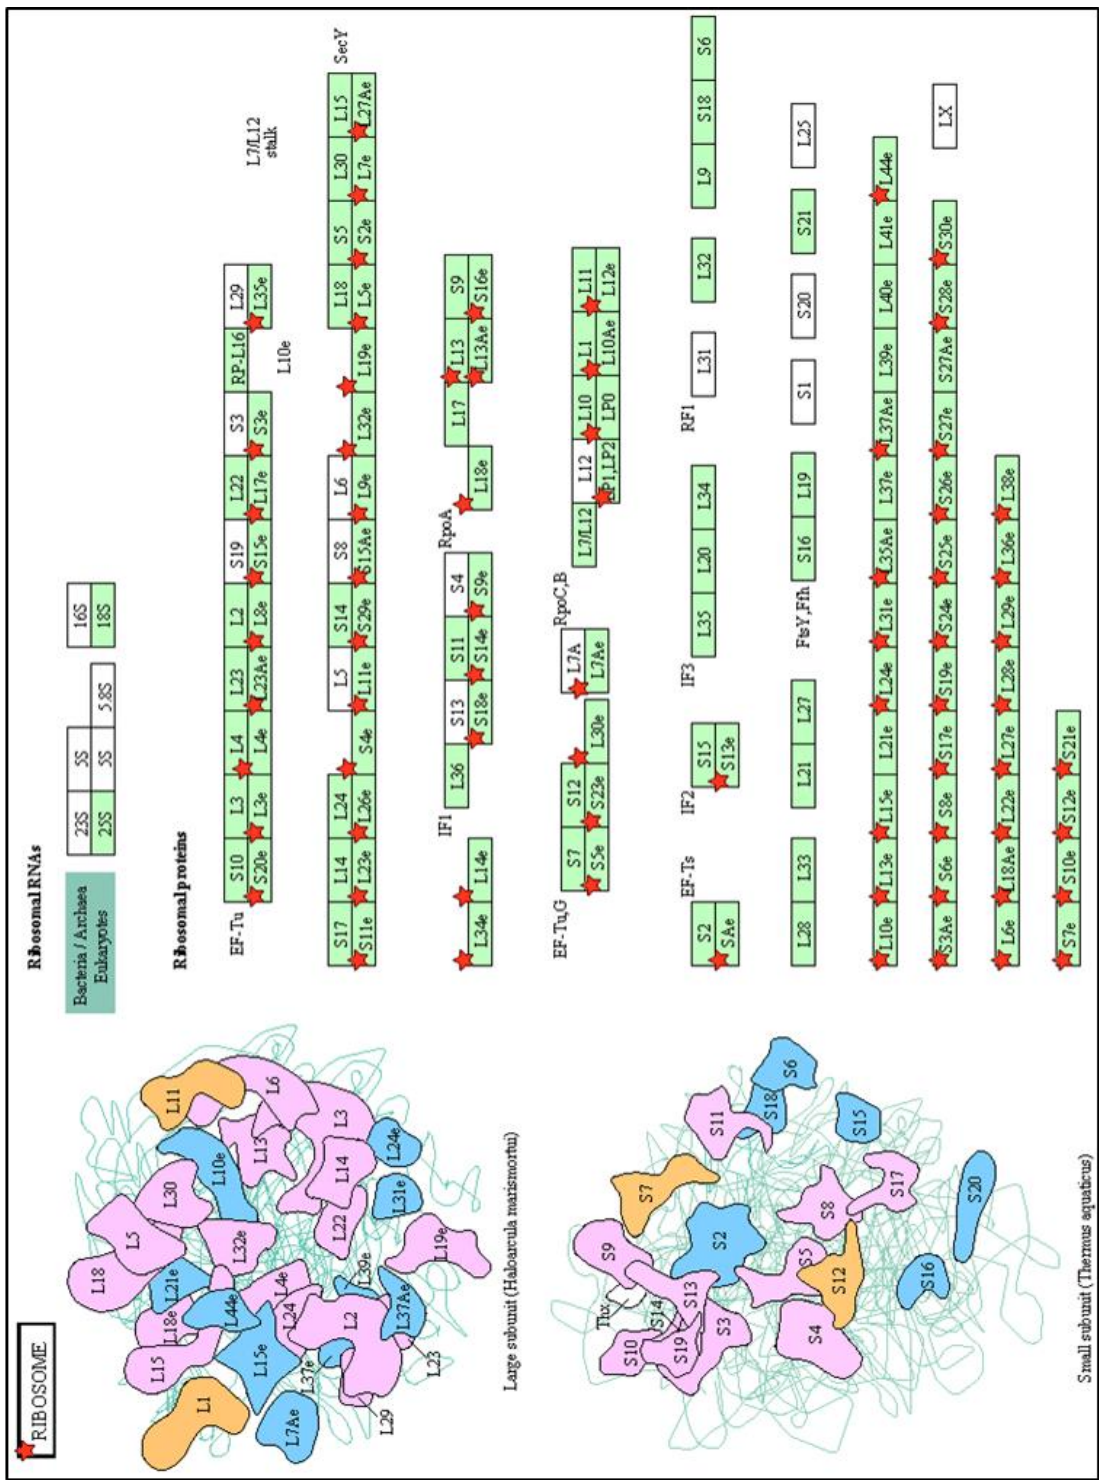 RIBOSOME
L1
L15
L18
L5
L30
L11
L6
L13
L10e
L18e
L21e
L32e
L44e
L4e
L24
L15e
L7Ae
L37e
L2
L29
L23
L37Ae
L39e
L22
L14
L3
L24e
L31e
L19e
Large subunit (Haloarcula marismortui)
S10
Thx
S14
S9
S7
S11
S18
S6
S2
S13
S19
S3
S5
S8
S15
S17
S12
S4
S16
S20
Small subunit (Thermus aquaticus)
Ribosomal RNAs
Bacteria / Archaea 23S 5S 16S
Eukaryotes 25S 5S 5.8S 18S
Ribosomal proteins
EF-Tu S10 L3 L4 L23 L2 S19 L22 S3 RP-L16 L29
S20e L3e L4e L23Ae L8e S15e L17e S3e L35e
L10e
L7/L12
stalk
S17 L14 L24 L5 S14 S8 L6 L18 S5 L30 L15 SecY
S11e L23e L26e S4e L11e S29e S15Ae L9e L32e L19e L5e S2e L7e L27Ae
IF1 L36 S13 S11 S4 RpoA L17 L13 S9
L34e L14e S18e S14e S9e L18e L13Ae S16e
EF-Tu,G S7 S12 L7A RpoC,B L7/L12 L12 L10 L1 L11
S5e S23e L30e L7Ae LP1,LP2 LP0 L10Ae L12e
EF-Ts IF2 IF3 RF1
S2 S15 L35 L20 L34 L31 L32 L9 S18 S6
SAe S13e
FtsY,Ffh
L28 L33 L21 L27 S16 L19 S1 S20 S21 L25
L10e L13e L15e L21e L24e L31e L35Ae L37e L37Ae L39e L40e L41e L44e
S3Ae S6e S8e S17e S19e S24e S25e S26e S27e S27Ae S28e S30e LX
L6e L18Ae L22e L27e L28e L29e L36e L38e
S7e S10e S12e S21e